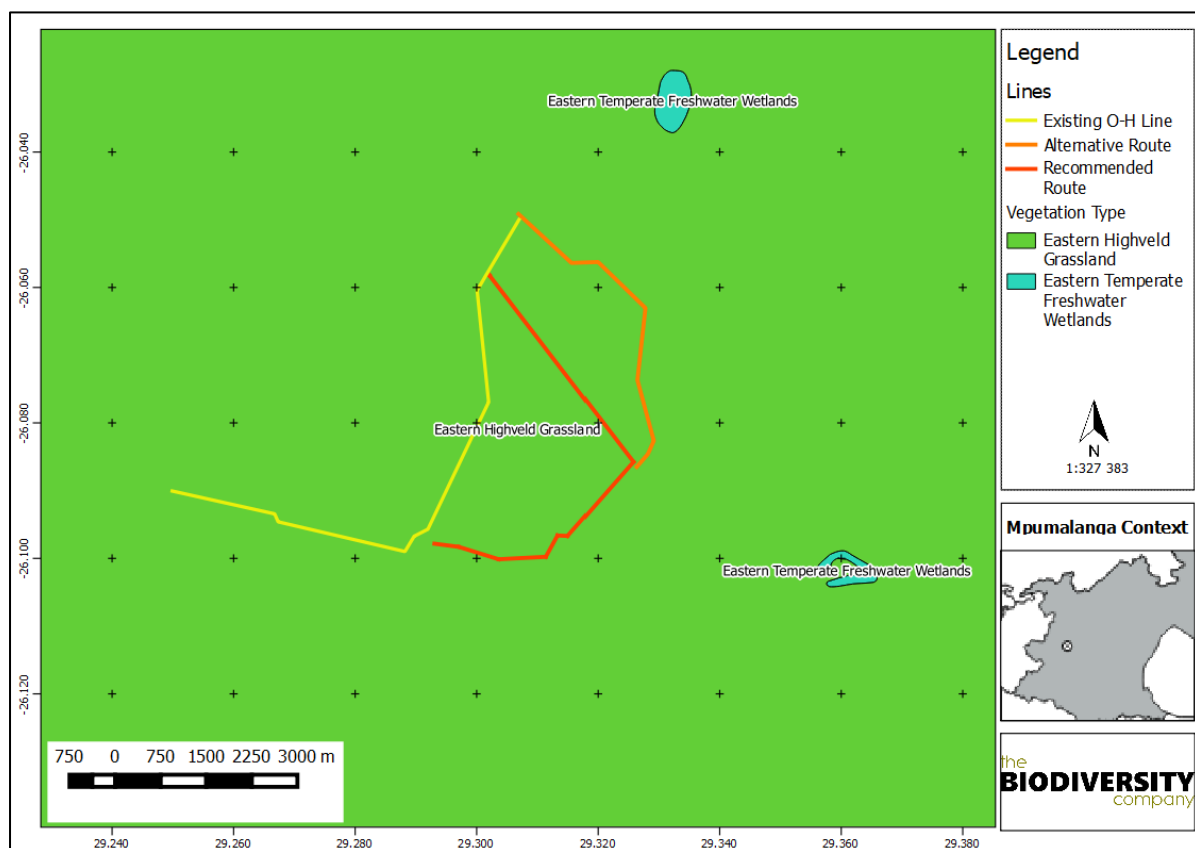 Eastern Temperate Freshwater Wetlands
Eastern Highveld Grassland
Eastern Temperate Freshwater Wetlands
-26.040
-26.060
-26.080
-26.100
-26.120
29.240 29.260 29.280 29.300 29.320 29.340 29.360 29.380
750 0 750 1500 2250 3000 m
Legend
Lines
Existing O-H Line
Alternative Route
Recommended
Route
Vegetation Type
Eastern Highveld
Grassland
Eastern Temperate
Freshwater
Wetlands
N
1:327 383
Mpumalanga Context
the
BIODIVERSITY
company